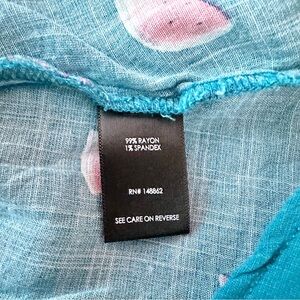 99% RAYON
1% SPANDEX
RN# 148862
SEE CARE ON REVERSE